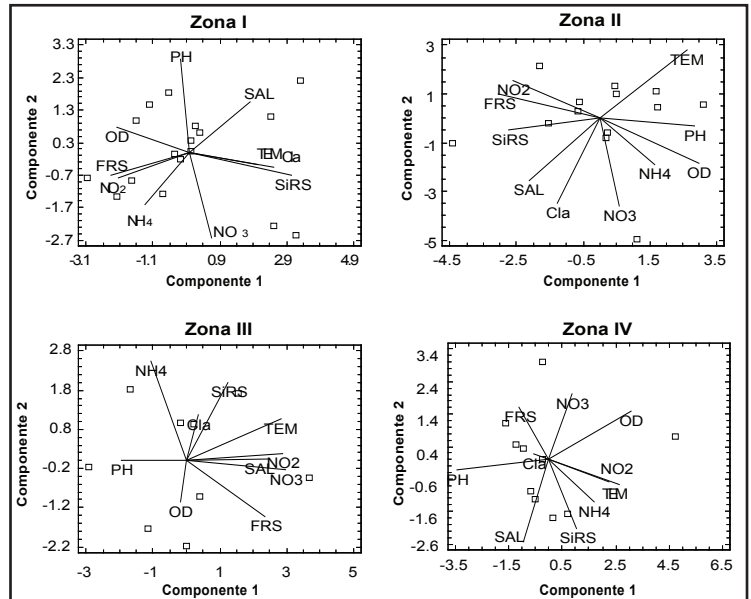 Zona I
3.3
2.3
1.3
0.3
-0.7
-1.7
-2.7
Componente 2
PH
SAL
OD
FRS
NO2
NH4
NO 3
TEM
Cla
SiRS
-3.1 -1.1 0.9 2.9 4.9
Componente 1
Zona II
3
1
-1
-3
-5
Componente 2
TEM
NO2
FRS
SiRS
PH
NH4
OD
SAL
Cla
NO3
-4.5 -2.5 -0.5 1.5 3.5
Componente 1
Zona III
2.8
1.8
0.8
-0.2
-1.2
-2.2
Componente 2
NH4
SiRS
Cla
TEM
PH
SAL
NO2
NO3
OD
FRS
-3 -1 1 3 5
Componente 1
Zona IV
3.4
2.4
1.4
0.4
-0.6
-1.6
-2.6
Componente 2
FRS
NO3
OD
Cla
PH
NO2
TEM
NH4
SAL
SiRS
-3.5 -1.5 0.5 2.5 4.5 6.5
Componente 1